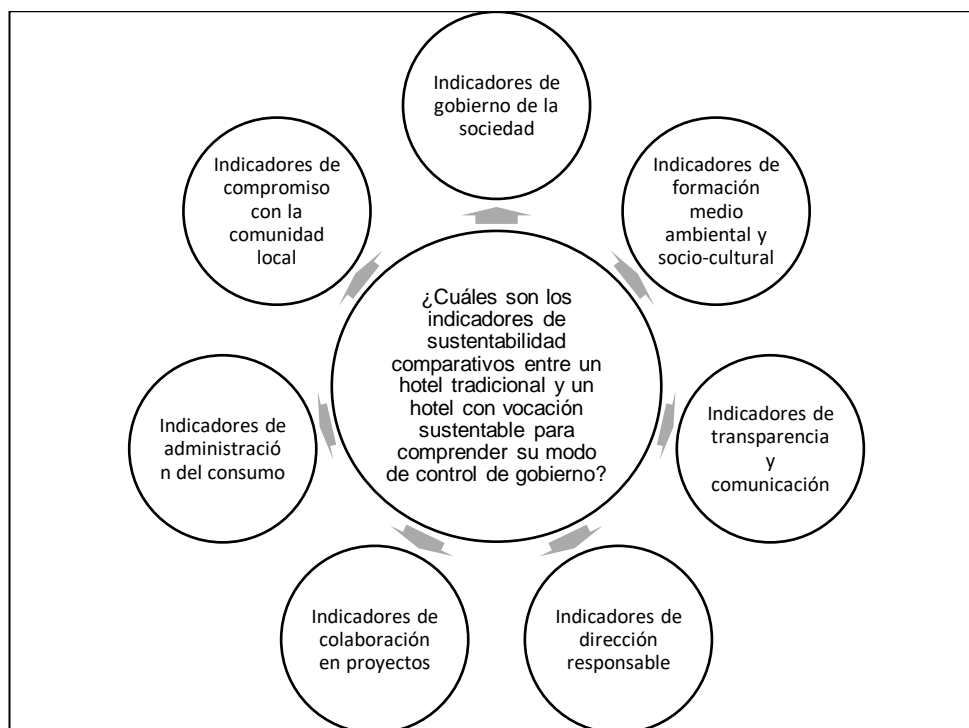 Indicadores de
gobierno de la
sociedad
Indicadores de
formación
medio
ambiental y
socio-cultural
Indicadores de
transparencia
y
comunicación
Indicadores de
dirección
responsable
Indicadores de
colaboración
en proyectos
Indicadores de
administració
n del consumo
Indicadores de
compromiso
con la
comunidad
local
¿Cuáles son los
indicadores de
sustentabilidad
comparativos entre un
hotel tradicional y un
hotel con vocación
sustentable para
comprender su modo
de control de gobierno?